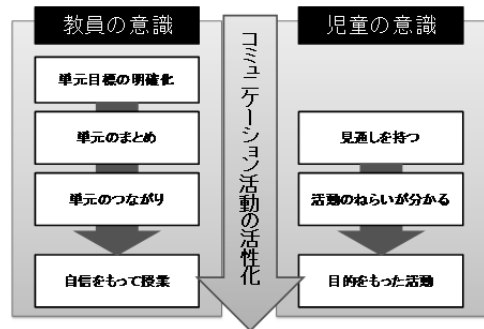 教員の意識
単元目標の明確化
単元のまとめ
単元のつながり
自信をもって授業
コミュニケーション活動の活性化
児童の意識
見通しを持つ
活動のねらいが分かる
目的をもった活動